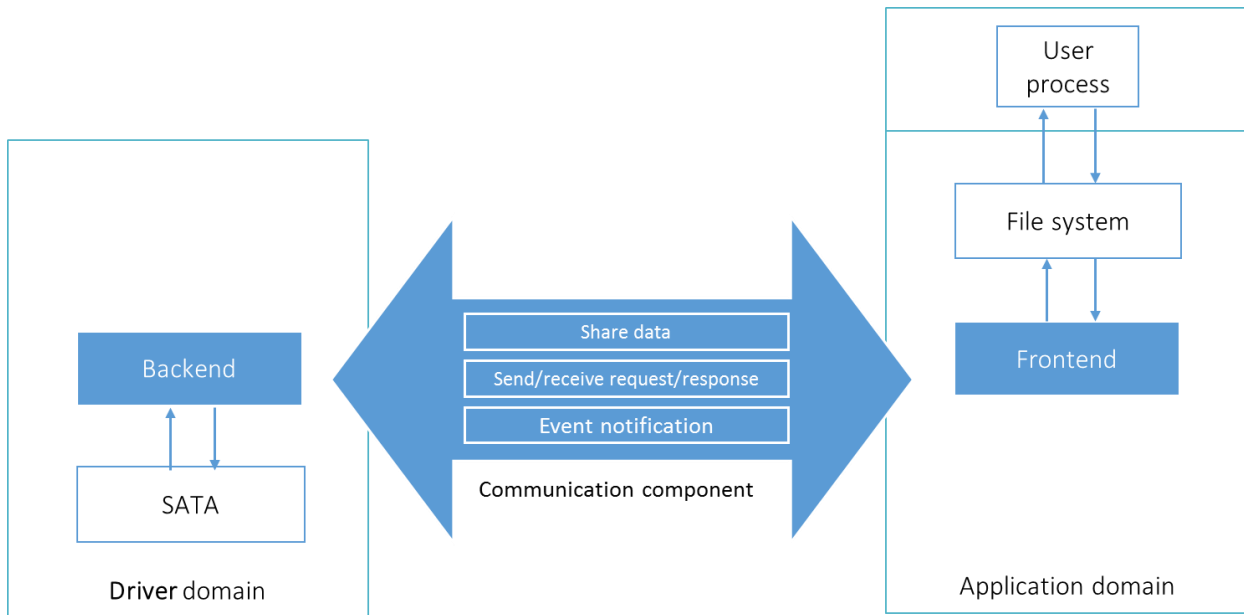 User
process
File system
Frontend
Application domain
Share data
Send/receive request/response
Event notification
Communication component
Backend
SATA
Driver domain